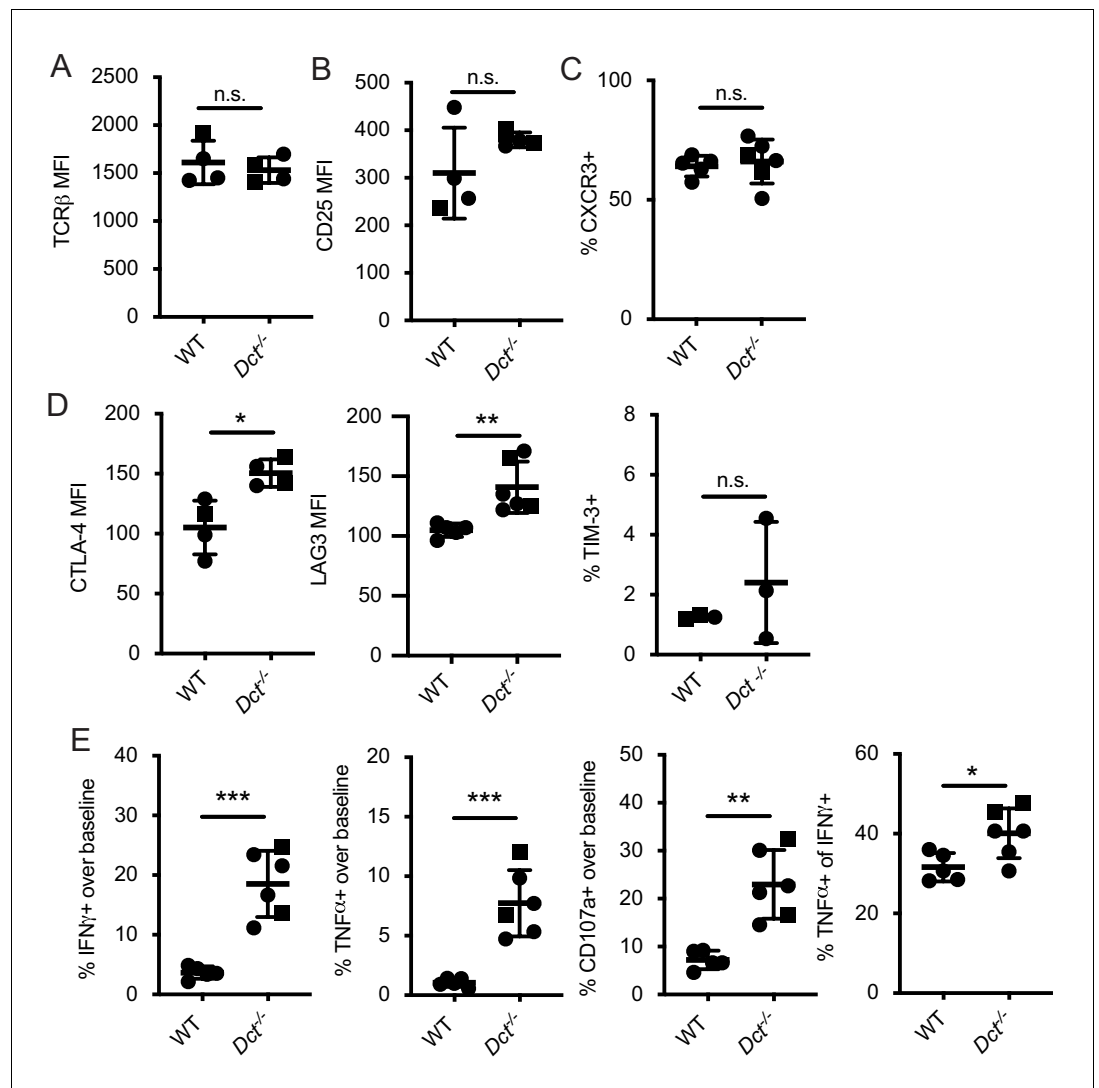 A
TCRβ MFI
2500
2000
1500
1000
500
0
n.s.
WT
Dct-/-
B
CD25 MFI
500
400
300
200
100
0
n.s.
WT
Dct-/-
C
% CXCR3+
100
50
0
n.s.
WT
Dct-/-
D
CTLA-4 MFI
200
150
100
50
0
*
WT
Dct-/-
LAG3 MFI
200
150
100
50
0
**
WT
Dct-/-
% TIM-3+
8
6
4
2
0
n.s.
WT
Dct -/-
E
% IFNγ+ over baseline
40
30
20
10
0
***
WT
Dct-/-
% TNFα+ over baseline
20
15
10
5
0
***
WT
Dct-/-
% CD107a+ over baseline
50
40
30
20
10
0
**
WT
Dct-/-
% TNFα+ of IFNγ+
60
40
20
0
*
WT
Dct-/-